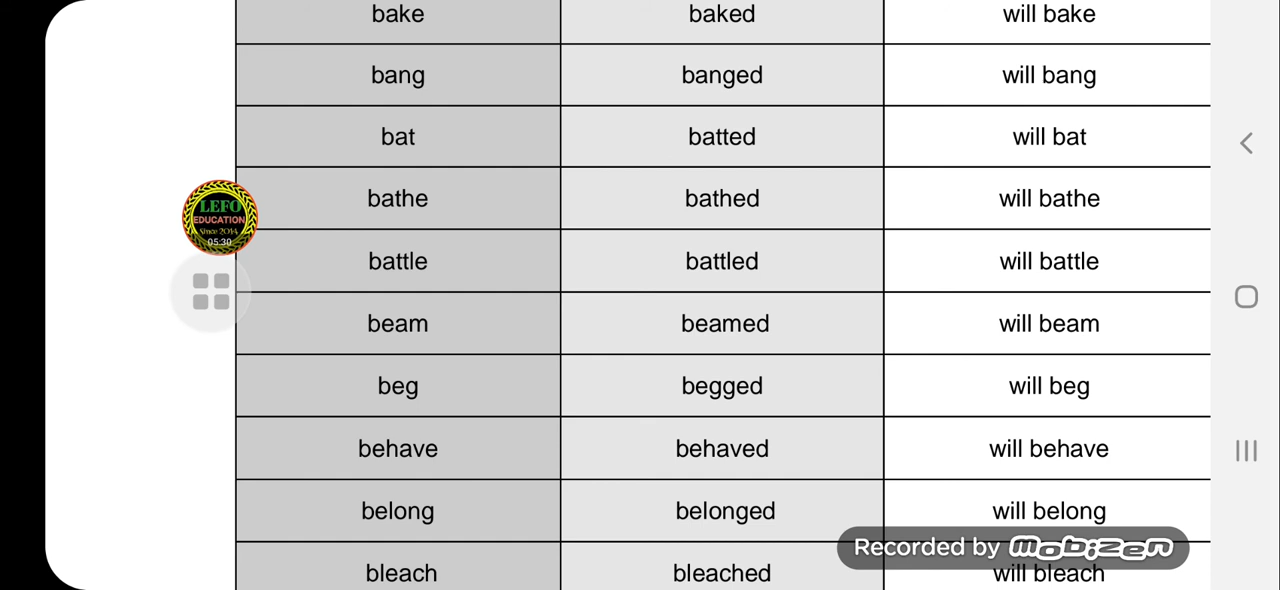 bake baked will bake
bang banged will bang
bat batted will bat
bathe bathed will bathe
LEFO
EDUCATION
Since 2014
05:30
battle battled will battle
beam beamed will beam
beg begged will beg
behave behaved will behave
belong belonged will belong
Recorded by mobizen
bleach bleached will bleach